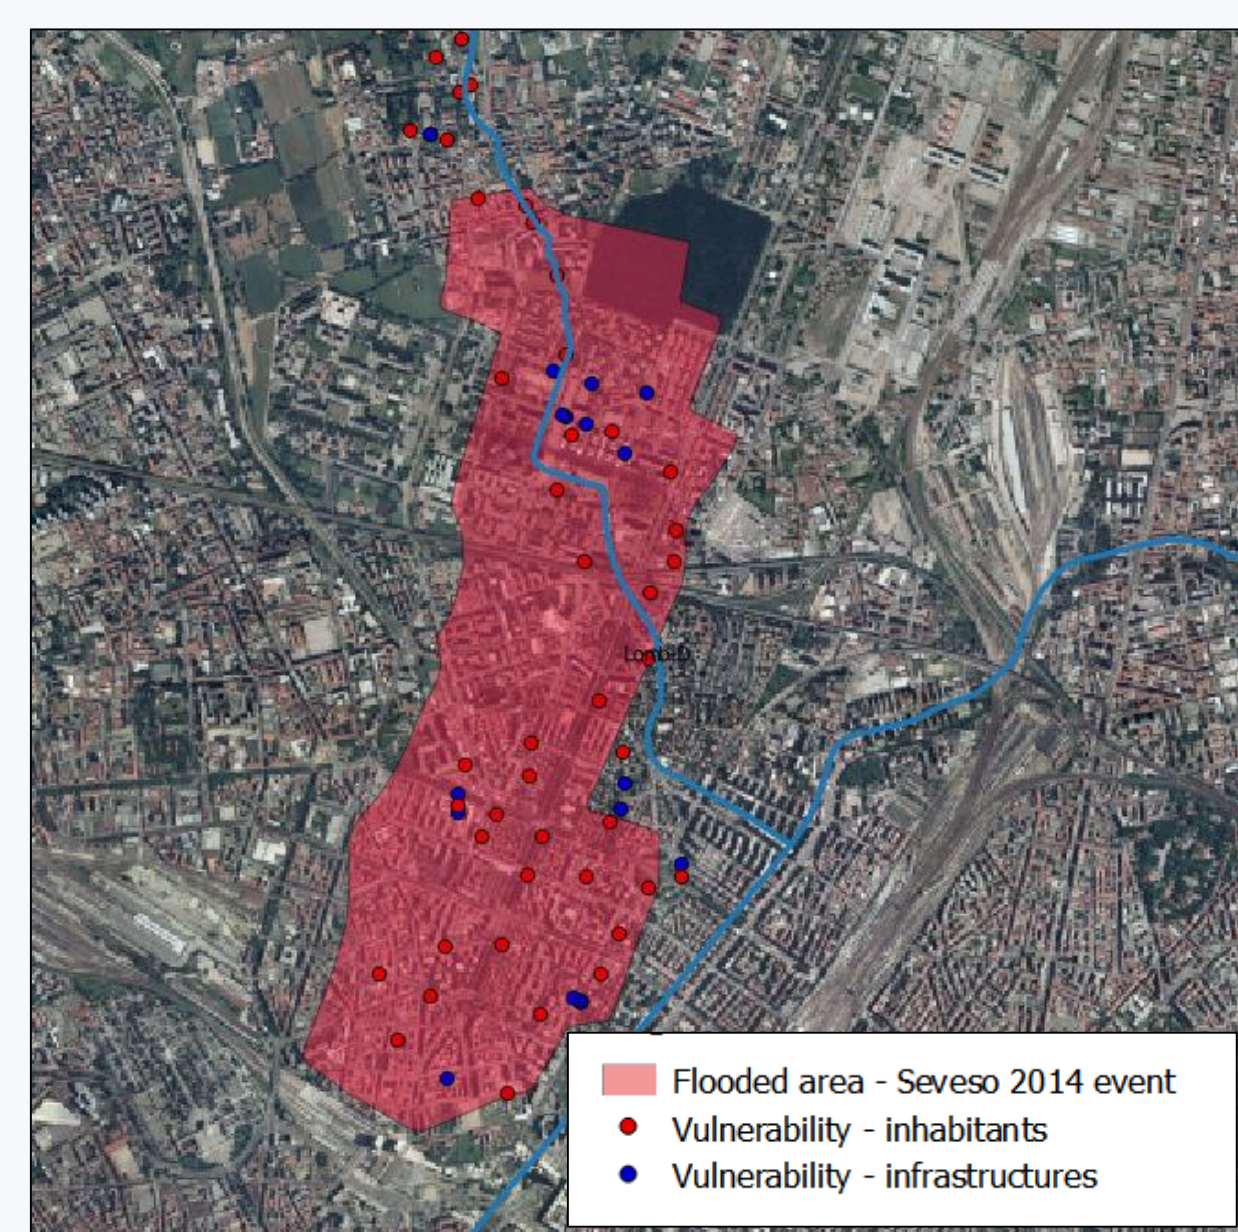 Flooded area - Seveso 2014 event
Vulnerability - inhabitants
Vulnerability - infrastructures